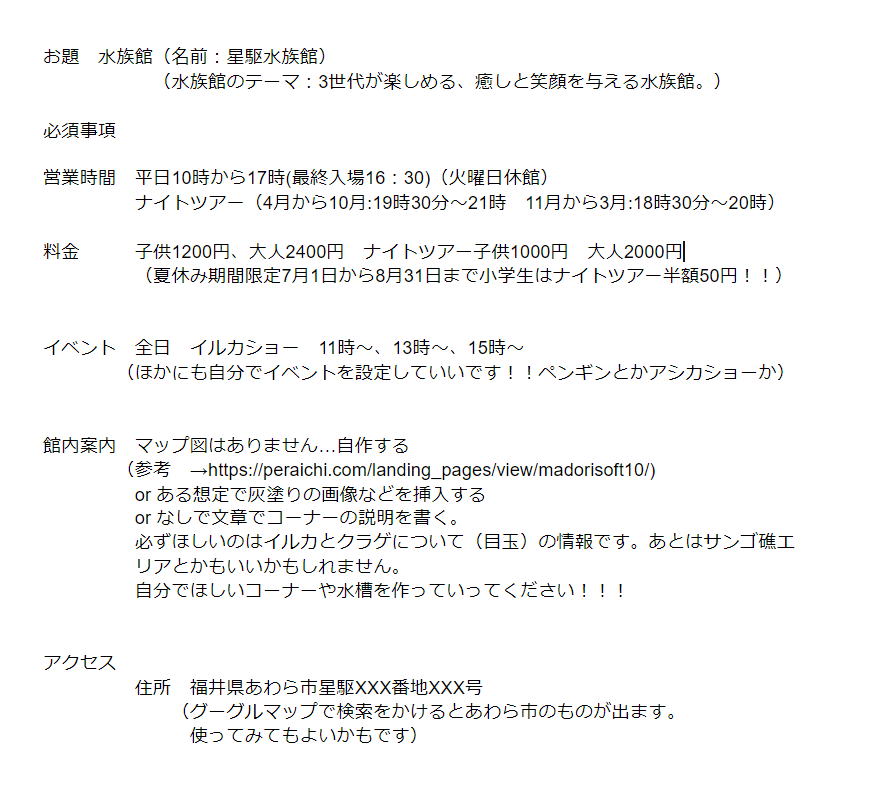 お題　水族館（名前：星駆水族館）
（水族館のテーマ：3世代が楽しめる、癒しと笑顔を与える水族館。）
必須事項
営業時間　平日10時から17時(最終入場16：30)（火曜日休館）
ナイトツアー（4月から10月:19時30分～21時　11月から3月:18時30分～20時）
料金　子供1200円、大人2400円　ナイトツアー子供1000円　大人2000円
（夏休み期間限定7月1日から8月31日まで小学生はナイトツアー半額50円！！）
イベント　全日　イルカショー　11時～、13時～、15時～
（ほかにも自分でイベントを設定していいです！！ペンギンとかアシカショーか）
館内案内　マップ図はありません…自作する
（参考　→https://peraichi.com/landing_pages/view/madorisoft10/)
or ある想定で灰塗りの画像などを挿入する
or なしで文章でコーナーの説明を書く。
必ずほしいのはイルカとクラゲについて（目玉）の情報です。あとはサンゴ礁エ
リアとかもいいかもしれません。
自分でほしいコーナーや水槽を作っていってください！！！
アクセス
住所　福井県あわら市星駆XXX番地XXX号
（グーグルマップで検索をかけるとあわら市のものが出ます。
使ってみてもよいかもです）